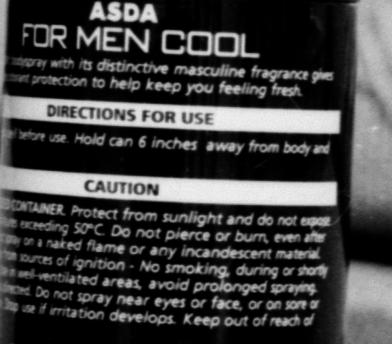 ASDA
FOR MEN COOL
bodyspray with its distinctive masculine fragrance gives
protection to help keep you feeling fresh.
DIRECTIONS FOR USE
before use. Hold can 6 inches away from body and
CAUTION
CONTAINER. Protect from sunlight and do not expose
exceeding 50°C. Do not pierce or burn, even after
spray on a naked flame or any incandescent material.
sources of ignition - No smoking, during or shortly
in well-ventilated areas, avoid prolonged spraying.
directed. Do not spray near eyes or face, or on sore or
Stop use if irritation develops. Keep out of reach of